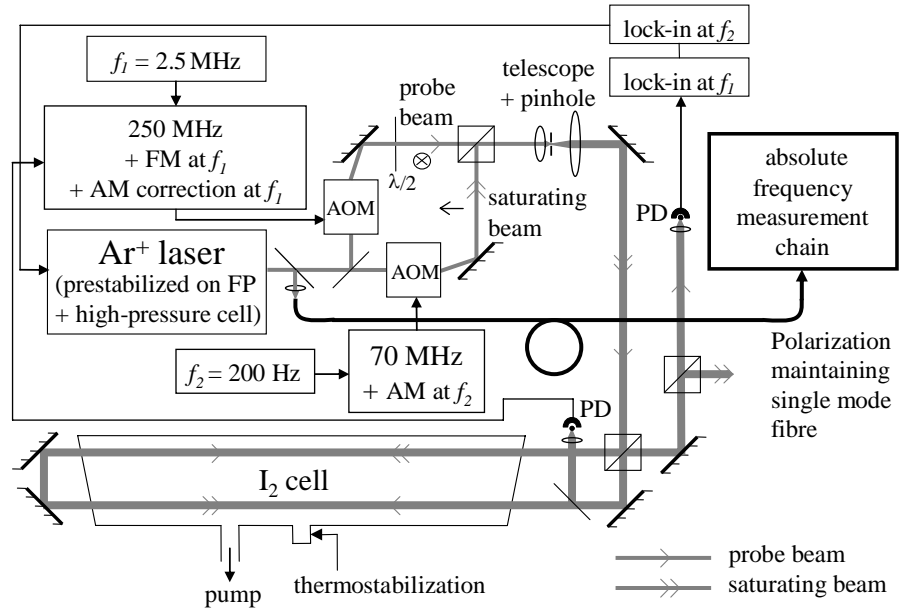 lock-in at f₂
lock-in at f₁
f₁ = 2.5 MHz
250 MHz
+ FM at f₁
+ AM correction at f₁
probe
beam
λ/2
telescope
+ pinhole
absolute
frequency
measurement
chain
PD
AOM
saturating
beam
Ar⁺ laser
(prestabilized on FP
+ high-pressure cell)
AOM
f₂ = 200 Hz
70 MHz
+ AM at f₂
Polarization
maintaining
single mode
fibre
PD
I₂ cell
pump
thermostabilization
probe beam
saturating beam